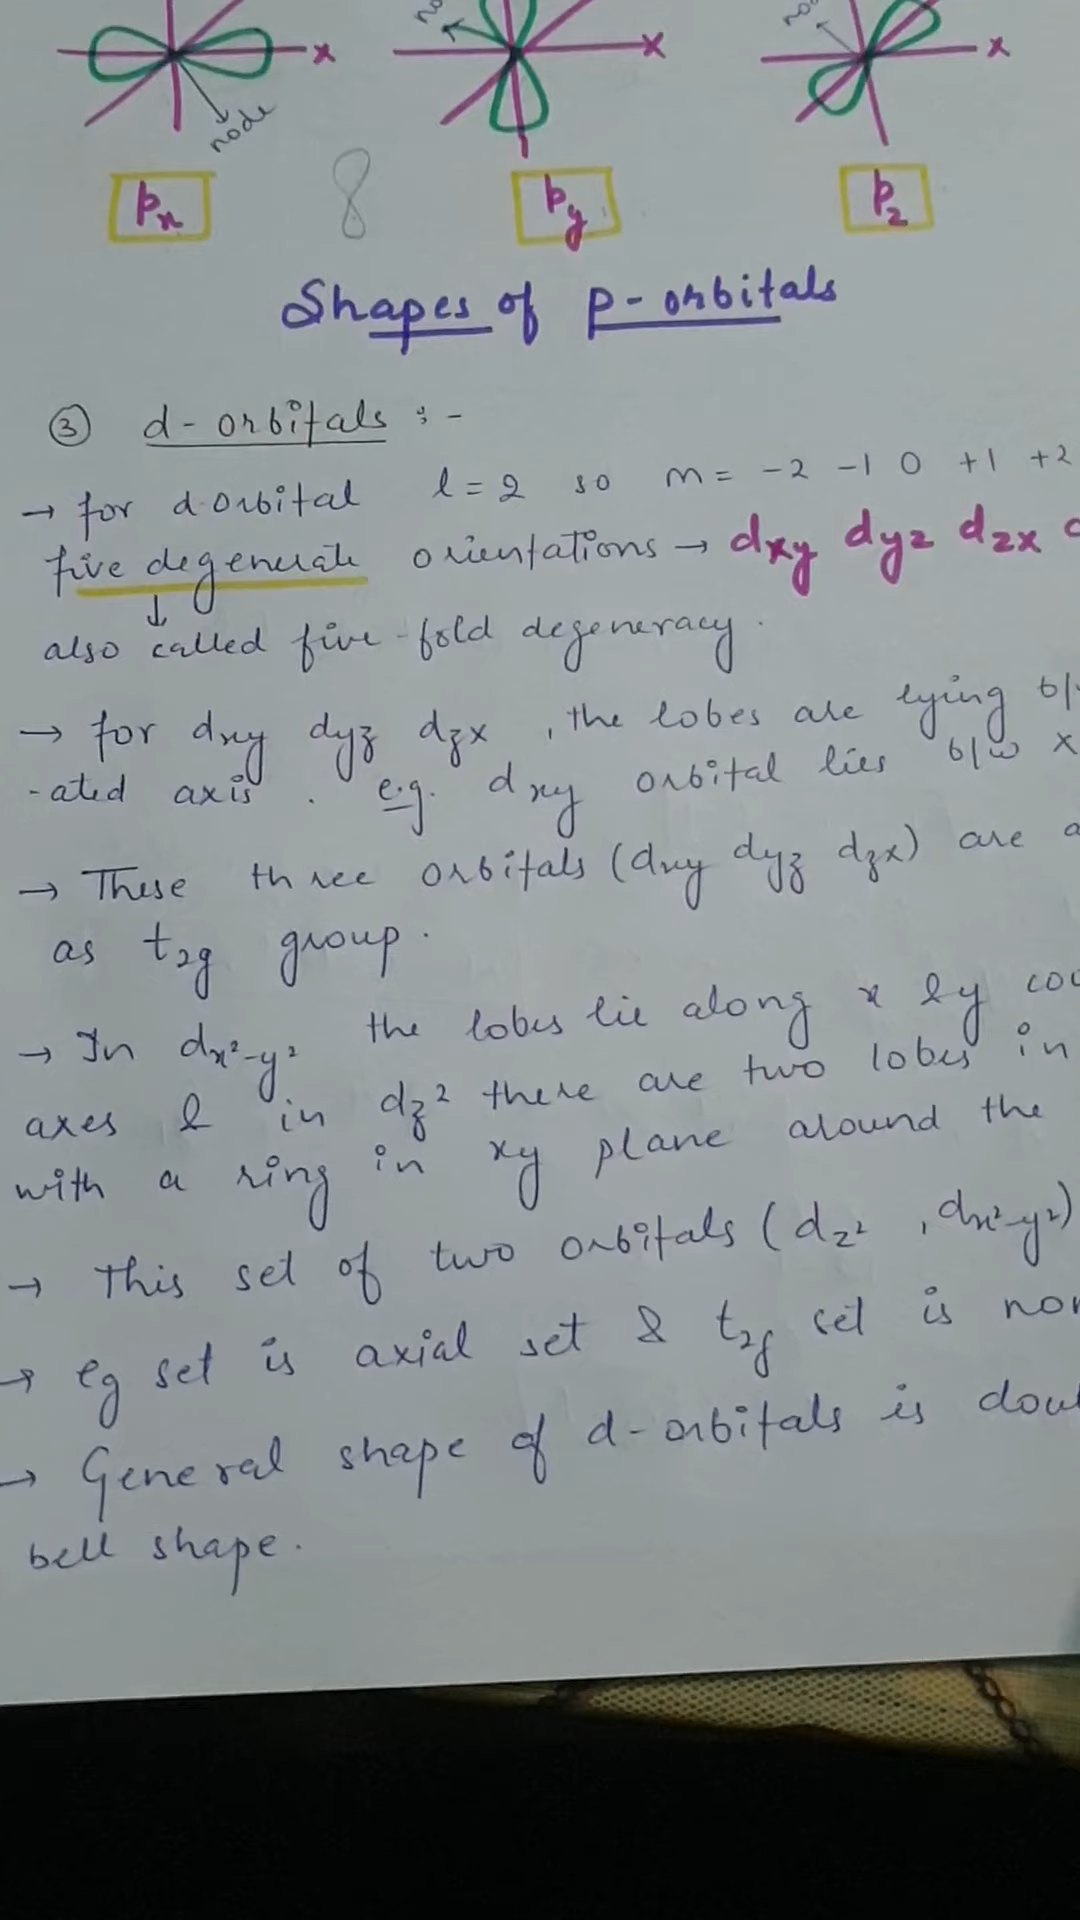 x x x
node
Px Py Pz
Shapes of p-orbitals
③ d-orbitals :-
→ for d-orbital l=2 so m= -2 -1 0 +1 +2
five degenerate orientations → dxy dyz dzx
↓
also called five-fold degeneracy.
→ for dxy dyz dzx , the lobes are lying
-ated axis . e.g. dxy orbital lies b/w x
→ These three orbitals (dxy dyz dzx) are
as t2g group.
→ In dx²-y² the lobes lie along x & y
axes & in dz² there are two lobes in
with a ring in xy plane around the
→ This set of two orbitals (dz² , dx²-y²)
→ eg set is axial set & t2g set is
→ General shape of d-orbitals is
bell shape.